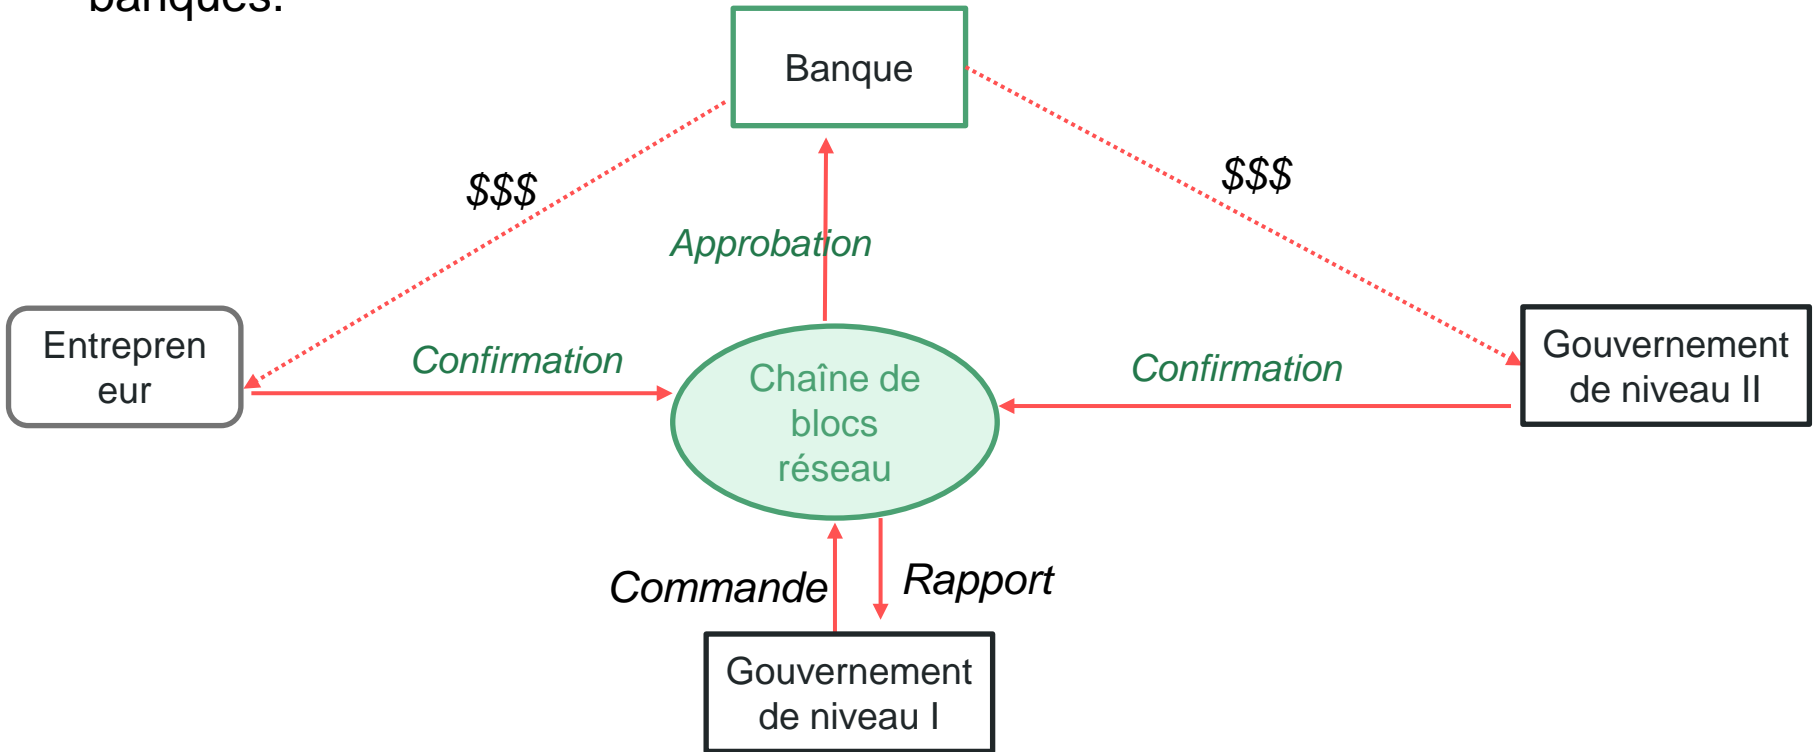 banques.
Banque
$$$
$$$
Approbation
Entrepren
eur
Confirmation
Chaîne de
blocs
réseau
Confirmation
Gouvernement
de niveau II
Commande
Rapport
Gouvernement
de niveau I